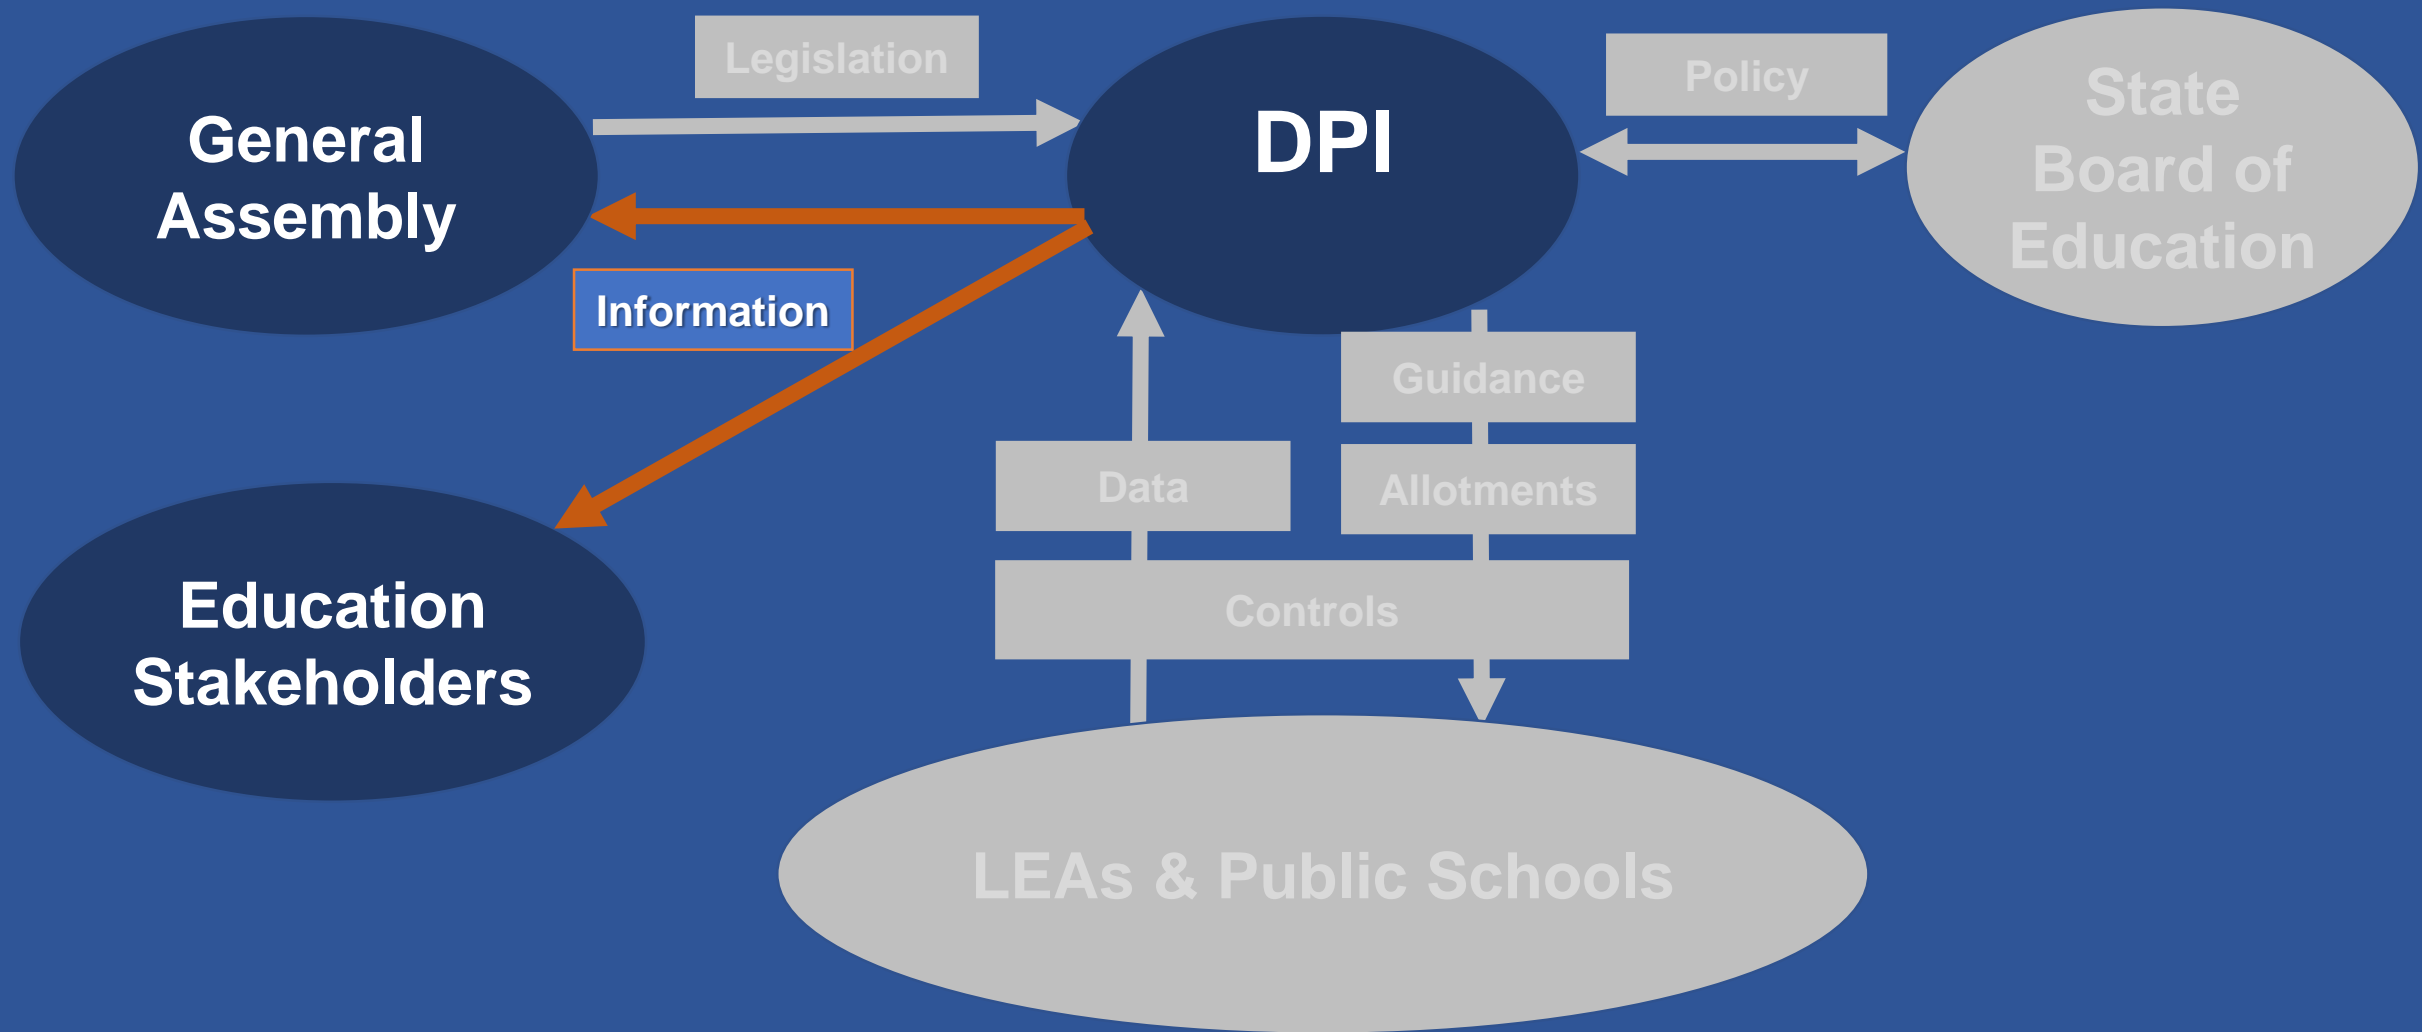 General
Assembly
Legislation
DPI
Policy
State
Board of
Education
Information
Guidance
Data
Allotments
Controls
Education
Stakeholders
LEAs & Public Schools